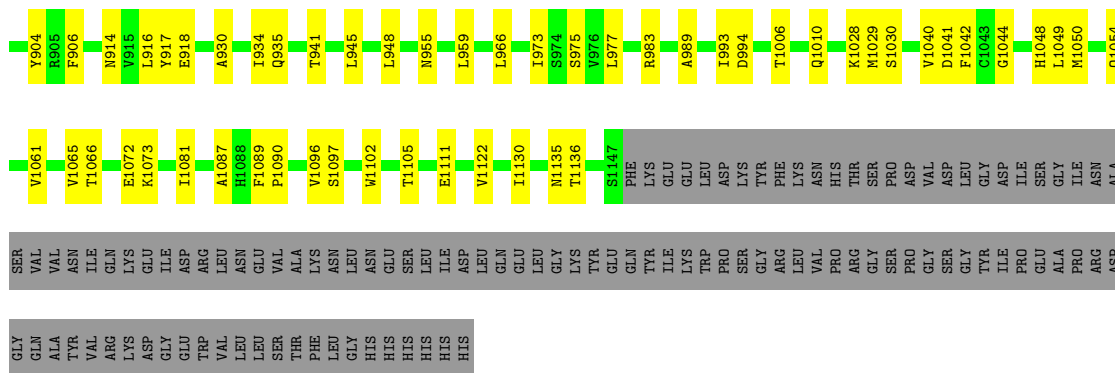 Y904 R905 F906 N914 V915 L916 Y917 E918 A930 I934 Q935 T941 L945 L948 N955 L959 L966 I973 S974 S975 V976 L977 R983 A989 I993 D994 T1006 Q1010 K1028 M1029 S1030 V1040 D1041 F1042 C1043 G1044 H1048 L1049 M1050
V1061 V1065 T1066 E1072 K1073 I1081 A1087 H1088 F1089 P1090 V1096 S1097 W1102 T1105 E1111 V1122 I1130 N1135 T1136 S1147 PHE LYS GLU GLU LEU ASP LYS TYR PHE LYS ASN HIS THR SER PRO ASP VAL ASP LEU GLY ASP ILE SER GLY ILE ASN ALA
SER VAL VAL ASN ILE GLN LYS GLU ILE ASP ARG LEU ASN GLU VAL ALA LYS ASN LEU ASN GLU SER LEU ILE ASP LEU GLN GLU LEU GLY LYS TYR GLU GLN TYR ILE LYS TRP PRO SER GLY ARG LEU VAL PRO ARG GLY SER PRO GLY SER GLY TYR ILE PRO GLU ALA PRO ARG ASP
GLY GLN ALA TYR VAL ARG LYS ASP GLY GLU TRP VAL LEU LEU SER THR PHE LEU GLY HIS HIS HIS HIS HIS HIS